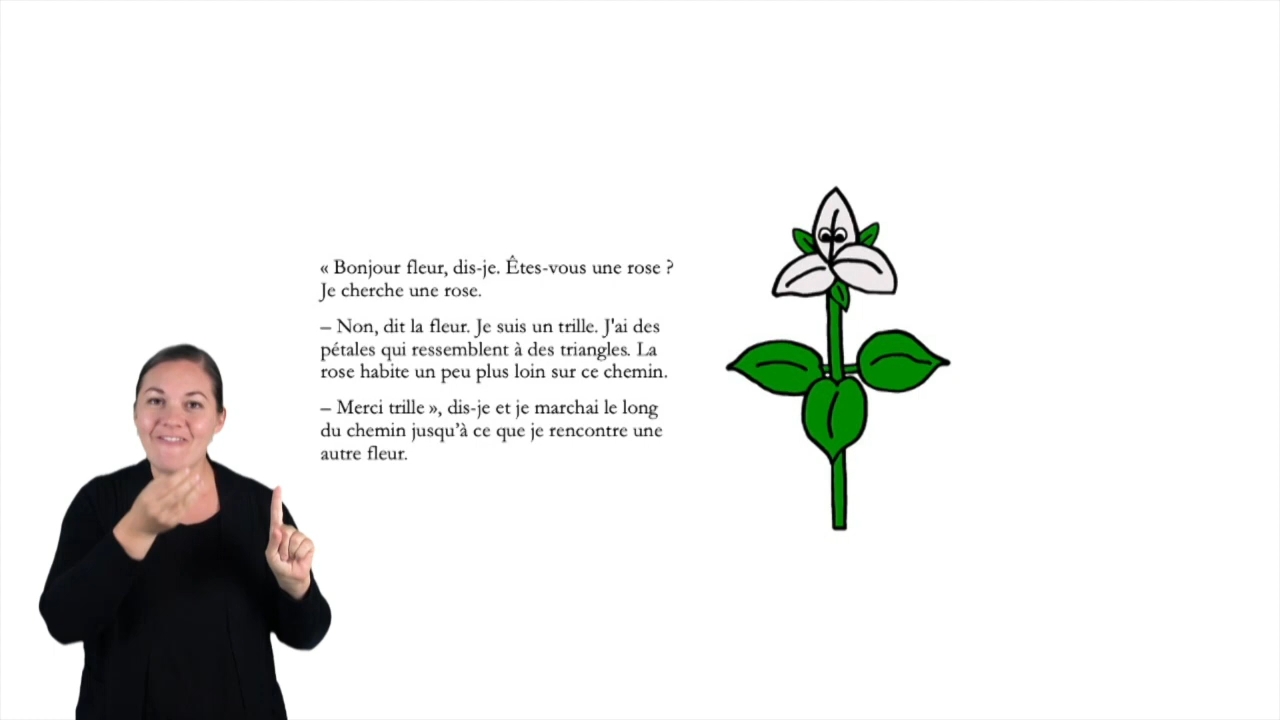 « Bonjour fleur, dis-je. Êtes-vous une rose ?
Je cherche une rose.
– Non, dit la fleur. Je suis un trille. J'ai des
pétales qui ressemblent à des triangles. La
rose habite un peu plus loin sur ce chemin.
– Merci trille », dis-je et je marchai le long
du chemin jusqu’à ce que je rencontre une
autre fleur.